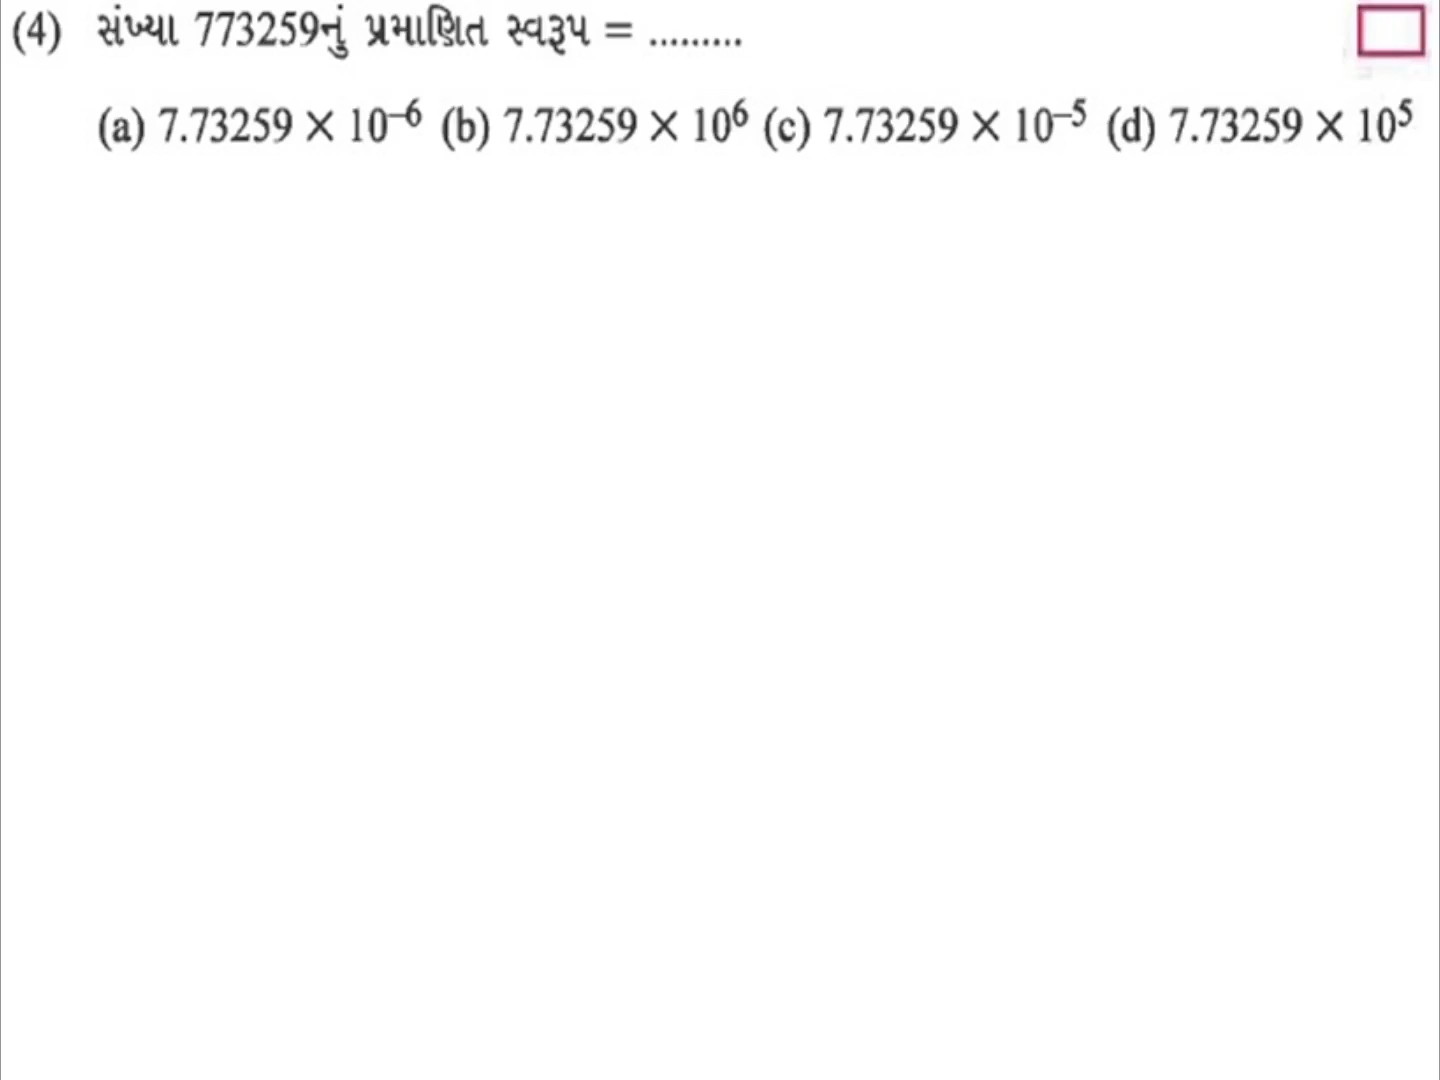 (4) સંખ્યા 773259નું પ્રમાણિત સ્વરૂપ = .........
(a) 7.73259 × 10⁻⁶ (b) 7.73259 × 10⁶ (c) 7.73259 × 10⁻⁵ (d) 7.73259 × 10⁵